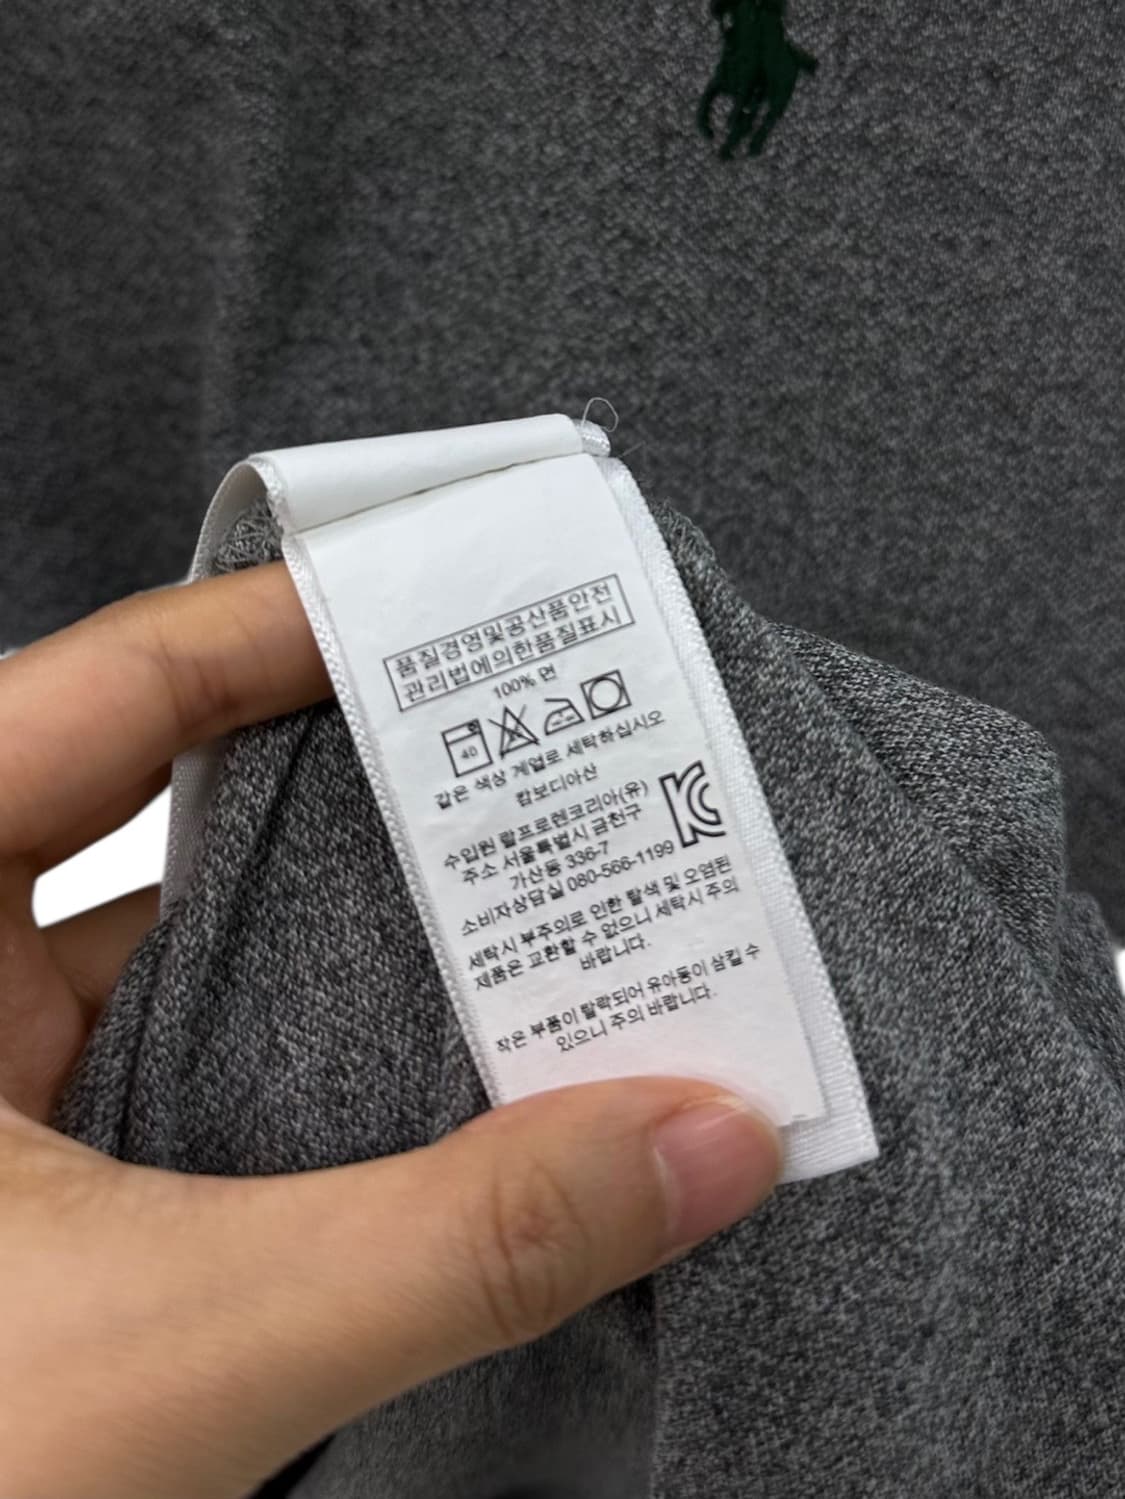 품질경영및공산품안전
관리법에의한품질표시
100% 면
40
같은 색상 계열로 세탁하십시오
캄보디아산
수입원 랄프로렌코리아(유)
주소 서울특별시 금천구
가산동 336-7
소비자상담실 080-566-1199
세탁시 부주의로 인한 탈색 및 오염된
제품은 교환할 수 없으니 세탁시 주의
바랍니다.
작은 부품이 탈락되어 유아동이 삼킬 수
있으니 주의 바랍니다.